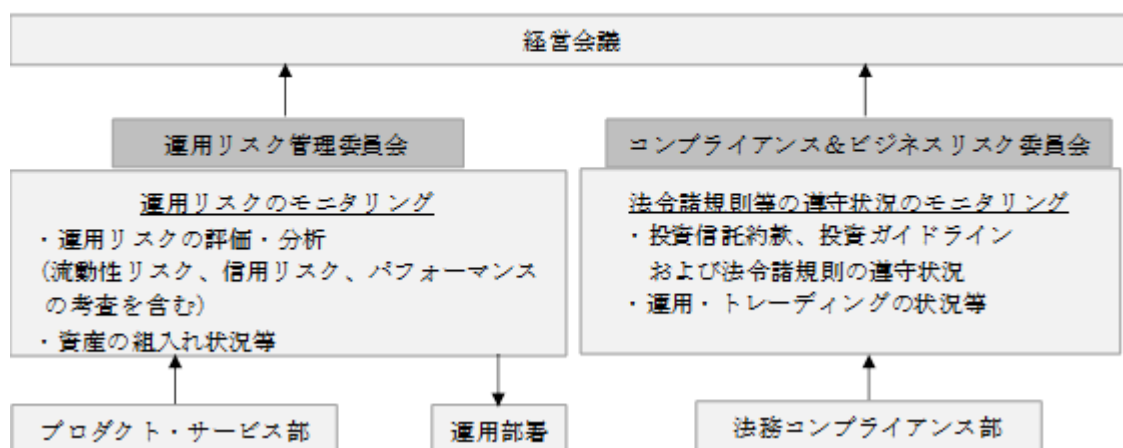 経営会議
運用リスク管理委員会
運用リスクのモニタリング
・運用リスクの評価・分析
(流動性リスク、信用リスク、パフォーマンス
の考査を含む)
・資産の組入れ状況等
プロダクト・サービス部
運用部署
コンプライアンス&ビジネスリスク委員会
法令諸規則等の遵守状況のモニタリング
・投資信託約款、投資ガイドライン
および法令諸規則の遵守状況
・運用・トレーディングの状況等
法務コンプライアンス部